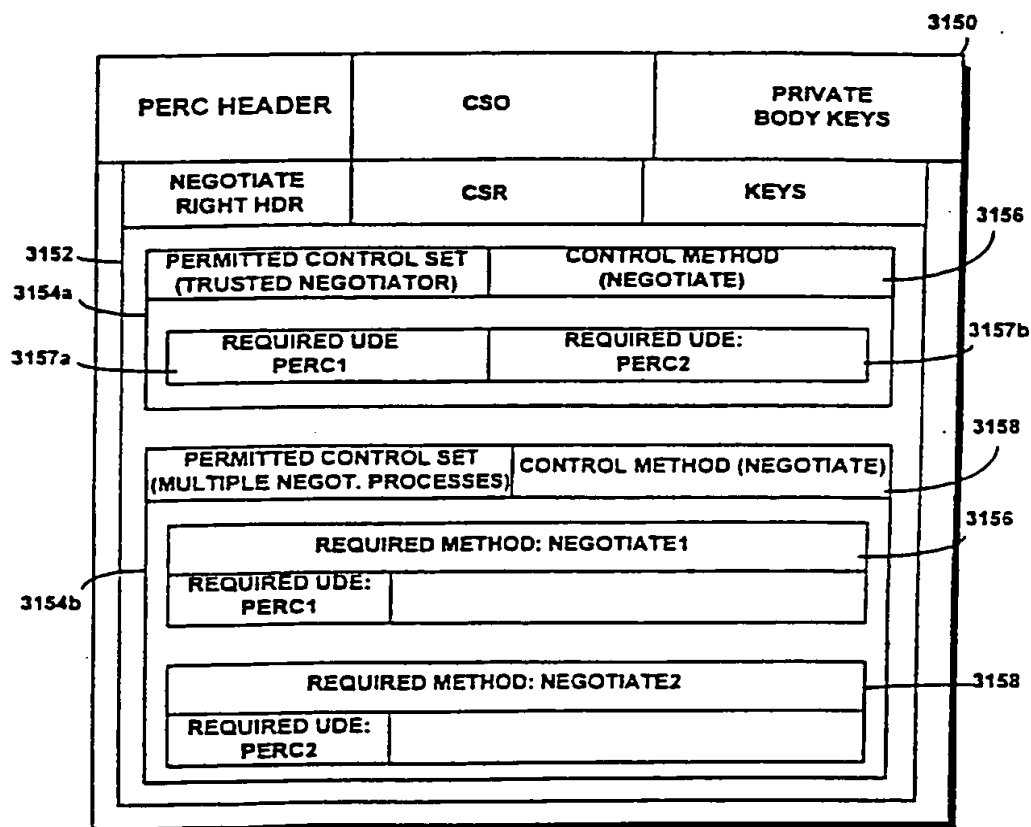 3150
PERC HEADER
CSO
PRIVATE
BODY KEYS
NEGOTIATE
RIGHT HDR
CSR
KEYS
3156
3152
PERMITTED CONTROL SET
(TRUSTED NEGOTIATOR)
CONTROL METHOD
(NEGOTIATE)
3154a
REQUIRED UDE
PERC1
REQUIRED UDE:
PERC2
3157b
3157a
3158
PERMITTED CONTROL SET
(MULTIPLE NEGOT. PROCESSES)
CONTROL METHOD (NEGOTIATE)
3156
REQUIRED METHOD: NEGOTIATE1
REQUIRED UDE:
PERC1
3154b
REQUIRED METHOD: NEGOTIATE2
3158
REQUIRED UDE:
PERC2